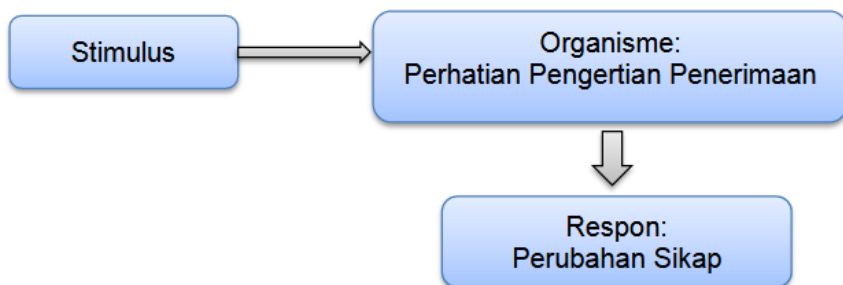 Stimulus
Organisme:
Perhatian Pengertian Penerimaan
Respon:
Perubahan Sikap